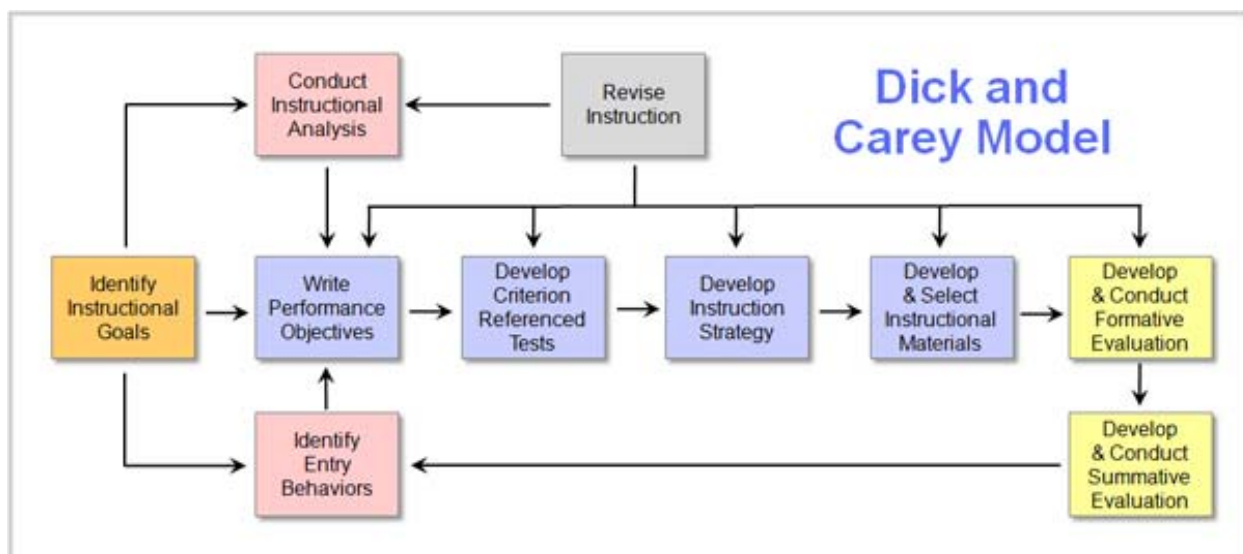 Conduct
Instructional
Analysis
Revise
Instruction
Dick and
Carey Model
Identify
Instructional
Goals
Write
Performance
Objectives
Develop
Criterion
Referenced
Tests
Develop
Instruction
Strategy
Develop
& Select
Instructional
Materials
Develop
& Conduct
Formative
Evaluation
Identify
Entry
Behaviors
Develop
& Conduct
Summative
Evaluation